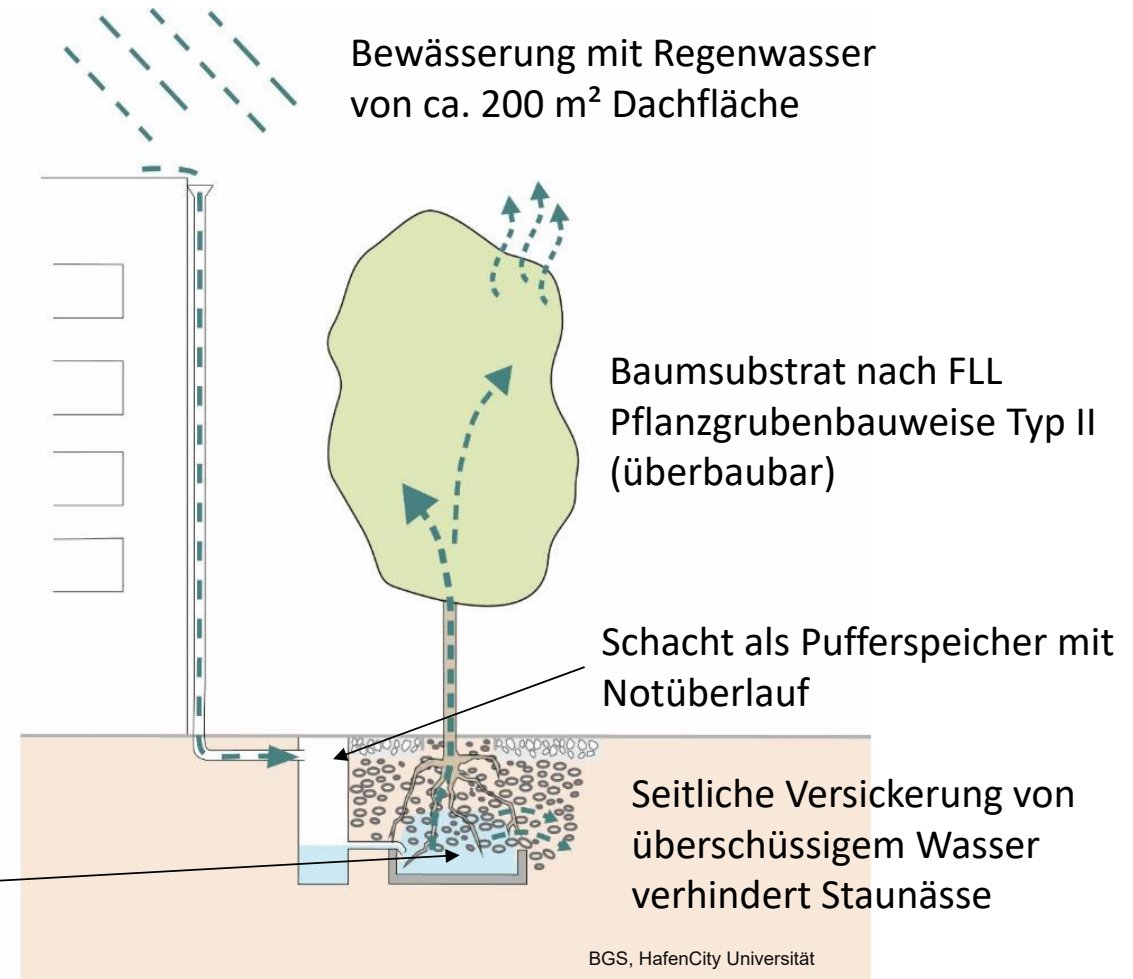 Bewässerung mit Regenwasser
von ca. 200 m² Dachfläche
Baumsubstrat nach FLL
Pflanzgrubenbauweise Typ II
(überbaubar)
Schacht als Pufferspeicher mit
Notüberlauf
Seitliche Versickerung von
überschüssigem Wasser
verhindert Staunässe
BGS, HafenCity Universität